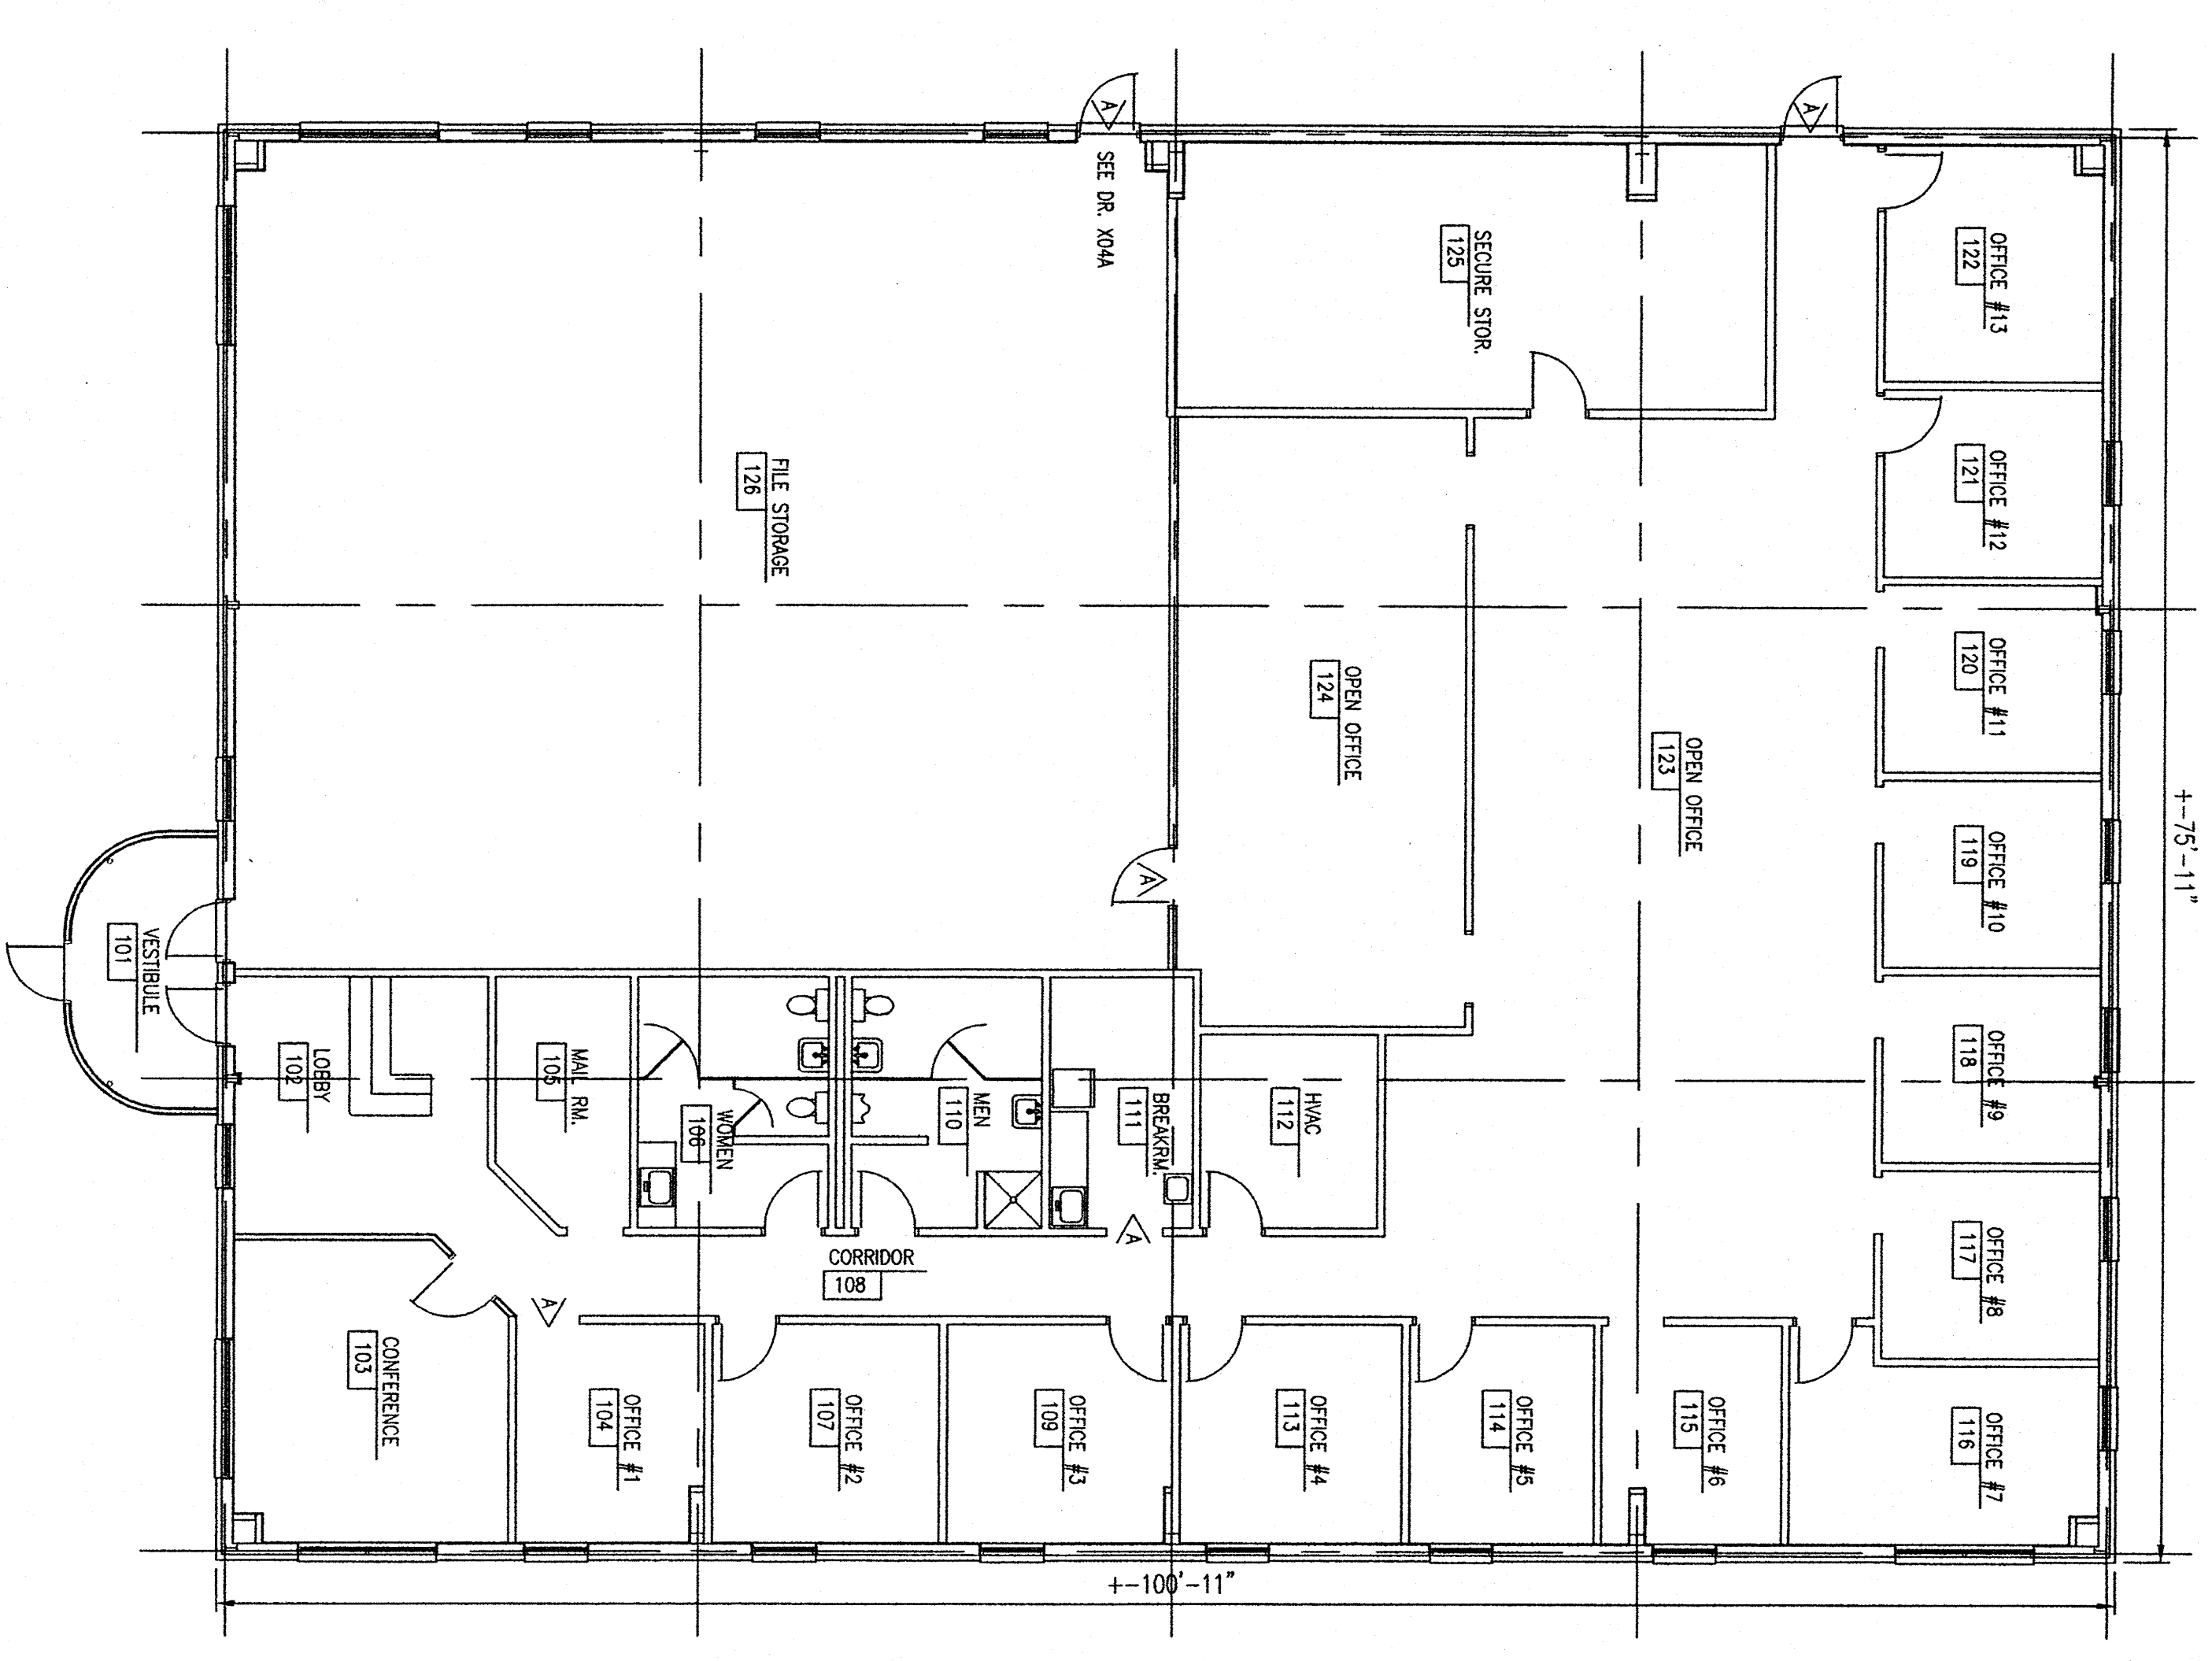 A
A
SEE DR. X04A
SECURE STOR.
125
OFFICE #13
122
FILE STORAGE
126
OFFICE #12
121
OPEN OFFICE
124
OPEN OFFICE
123
OFFICE #11
120
+-75'-11"
OFFICE #10
119
A
VESTIBULE
101
LOBBY
102
MAIL RM.
105
WOMEN
106
MEN
110
BREAKRM.
111
HVAC
112
OFFICE #9
118
A
CORRIDOR
108
OFFICE #8
117
A
CONFERENCE
103
OFFICE #1
104
OFFICE #2
107
OFFICE #3
109
OFFICE #4
113
OFFICE #5
114
OFFICE #6
115
OFFICE #7
116
+-100'-11"